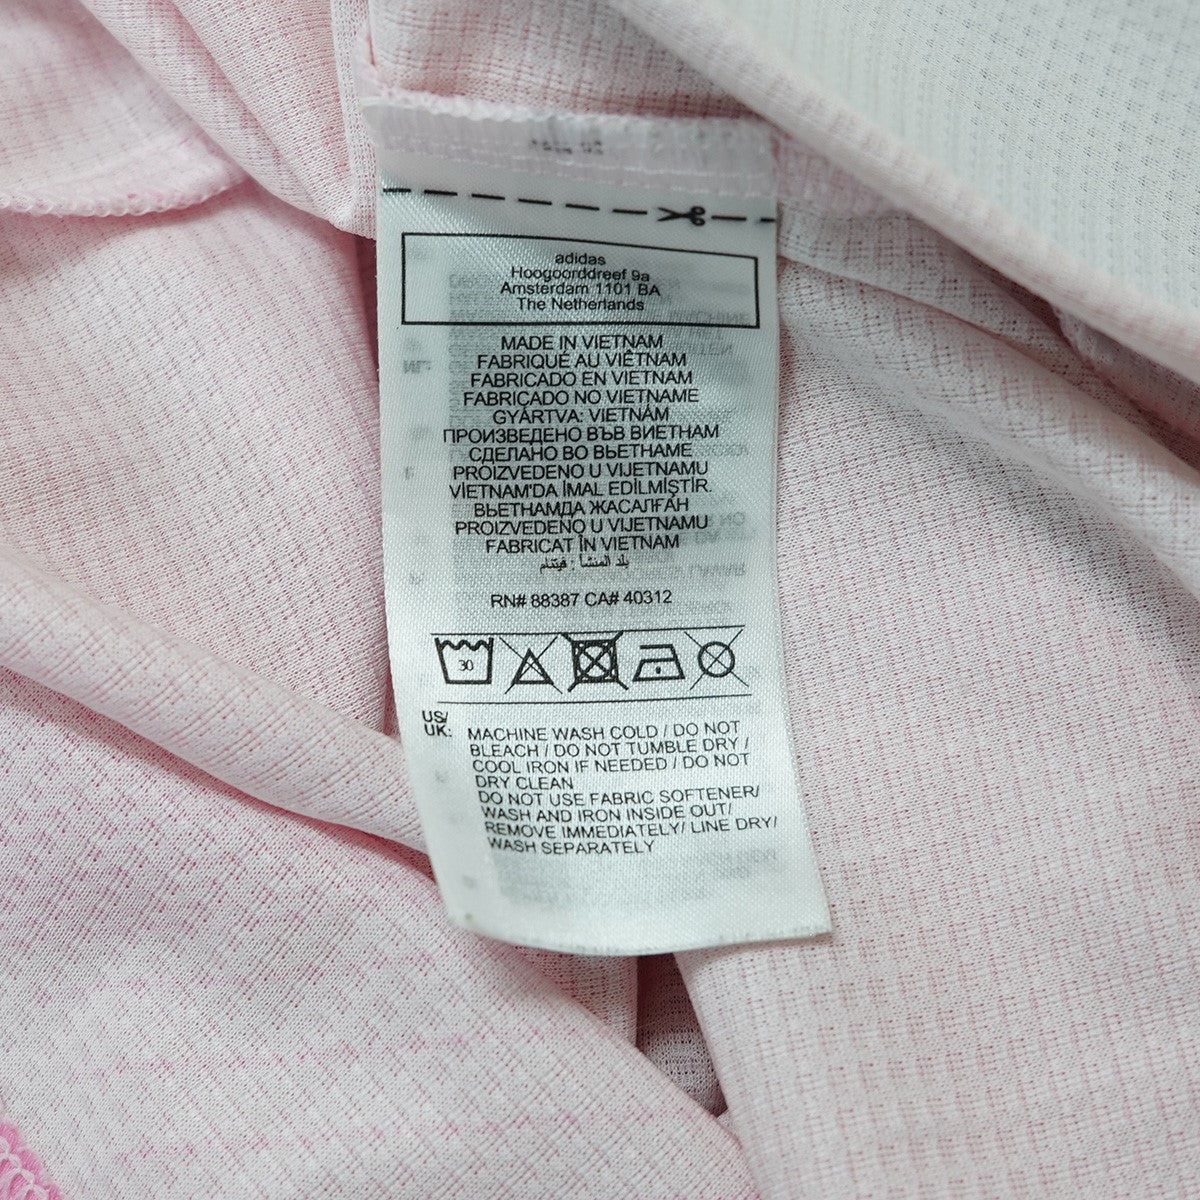 adidas
Hoogoorddreef 9a
Amsterdam 1101 BA
The Netherlands
MADE IN VIETNAM
FABRIQUÉ AU VIÊTNAM
FABRICADO EN VIETNAM
FABRICADO NO VIETNAME
GYÁRTVA: VIETNÁM
ПРОИЗВЕДЕНО ВЪВ ВИЕТНАМ
СДЕЛАНО ВО ВЬЕТНАМЕ
PROIZVEDENO U VIJETNAMU
VİETNAM'DA İMAL EDİLMİŞTİR.
ВЬЕТНАМДА ЖАСАЛҒАН
PROIZVEDENO U VIJETNAMU
FABRICAT ÎN VIETNAM
بلد المنشأ : فيتنام
RN# 88387 CA# 40312
30
US/
UK: MACHINE WASH COLD / DO NOT
BLEACH / DO NOT TUMBLE DRY /
COOL IRON IF NEEDED / DO NOT
DRY CLEAN
DO NOT USE FABRIC SOFTENER/
WASH AND IRON INSIDE OUT/
REMOVE IMMEDIATELY/ LINE DRY/
WASH SEPARATELY